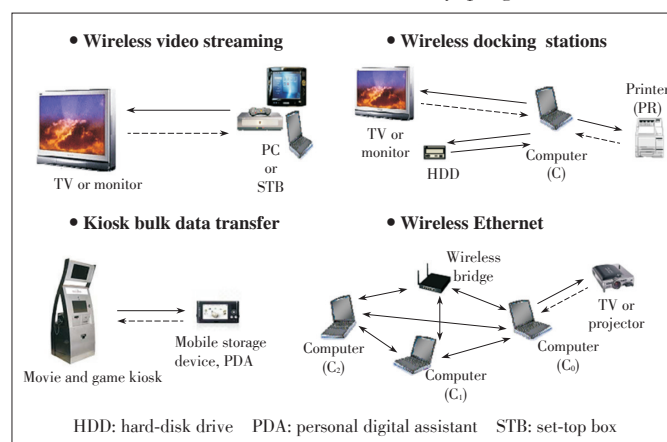 • Wireless video streaming
TV or monitor
PC
or
STB
• Wireless docking stations
TV or
monitor
HDD
Computer
(C)
Printer
(PR)
• Kiosk bulk data transfer
Movie and game kiosk
Mobile storage
device, PDA
• Wireless Ethernet
Wireless
bridge
Computer
(C₂)
Computer
(C₁)
Computer
(C₀)
TV or
projector
HDD: hard-disk drive PDA: personal digital assistant STB: set-top box